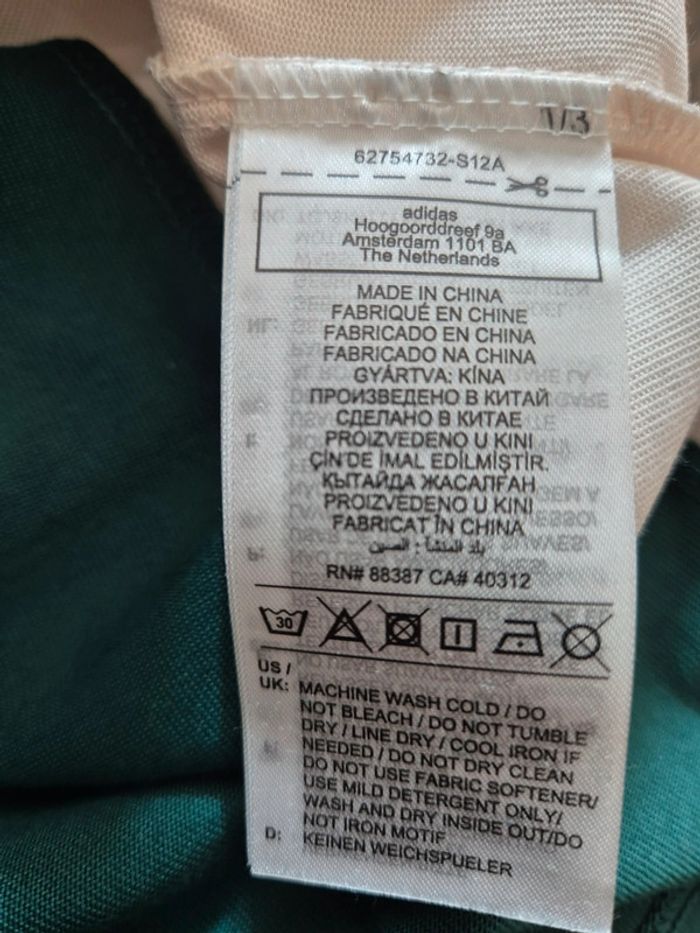 1/3
62754732-S12A
adidas
Hoogoorddreef 9a
Amsterdam 1101 BA
The Netherlands
MADE IN CHINA
FABRIQUÉ EN CHINE
FABRICADO EN CHINA
FABRICADO NA CHINA
GYÁRTVA: KÍNA
ПРОИЗВЕДЕНО В КИТАЙ
СДЕЛАНО В КИТАЕ
PROIZVEDENO U KINI
ÇİN'DE İMAL EDİLMİŞTİR.
ҚЫТАЙДА ЖАСАЛҒАН
PROIZVEDENO U KINI
FABRICAT ÎN CHINA
بلد المنشأ : الصين
RN# 88387 CA# 40312
30
US /
UK: MACHINE WASH COLD / DO
NOT BLEACH / DO NOT TUMBLE
DRY / LINE DRY / COOL IRON IF
NEEDED / DO NOT DRY CLEAN
DO NOT USE FABRIC SOFTENER/
USE MILD DETERGENT ONLY/
WASH AND DRY INSIDE OUT/DO
NOT IRON MOTIF
D: KEINEN WEICHSPUELER